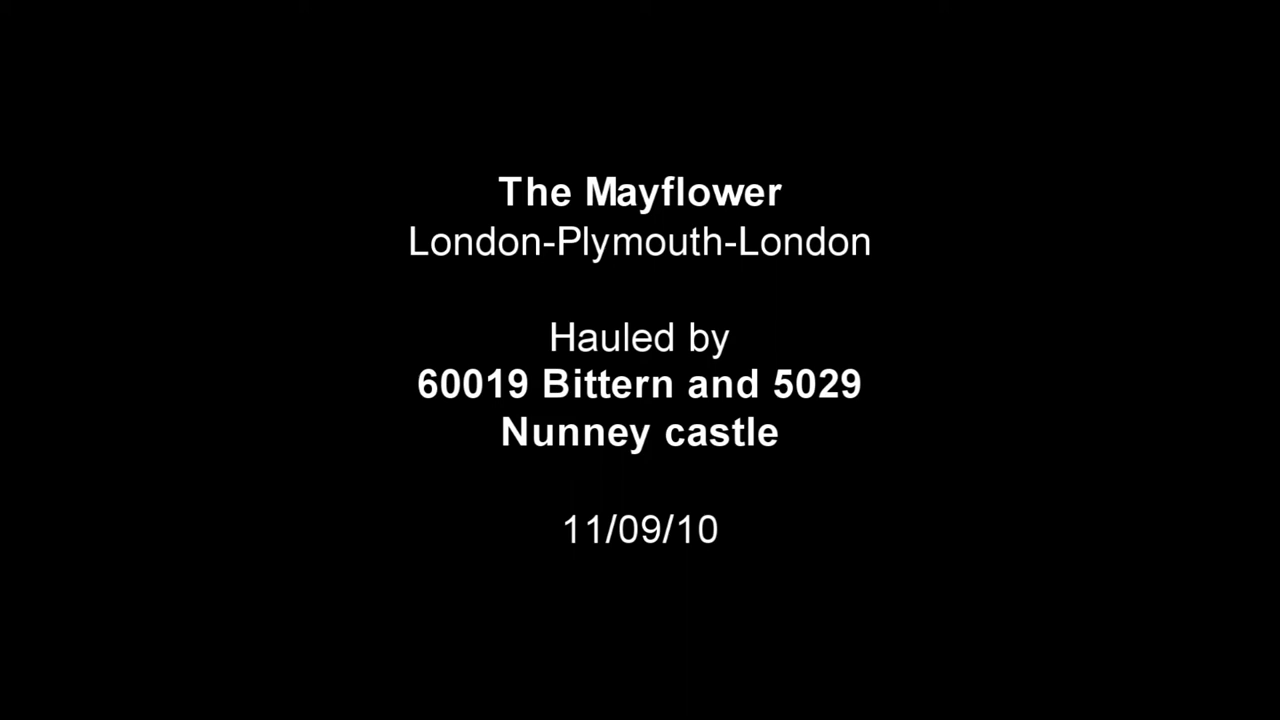 The Mayflower
London-Plymouth-London
Hauled by
60019 Bittern and 5029
Nunney castle
11/09/10